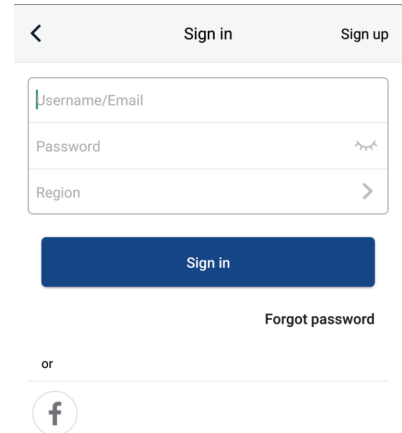 Sign in
Sign up
Username/Email
Password
Region
Sign in
Forgot password
or